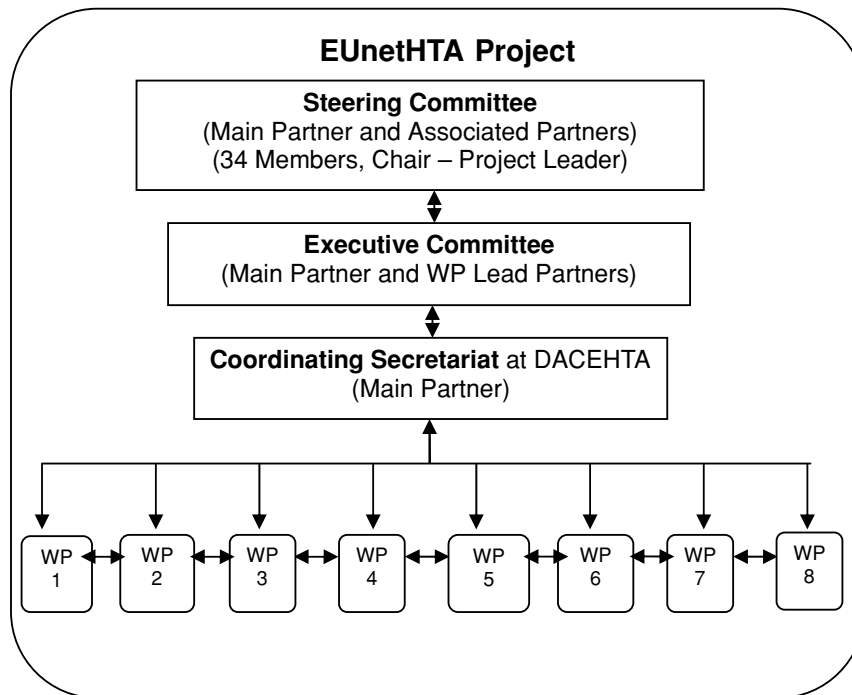 EUnetHTA Project
Steering Committee
(Main Partner and Associated Partners)
(34 Members, Chair – Project Leader)
Executive Committee
(Main Partner and WP Lead Partners)
Coordinating Secretariat at DACEHTA
(Main Partner)
WP
1
WP
2
WP
3
WP
4
WP
5
WP
6
WP
7
WP
8